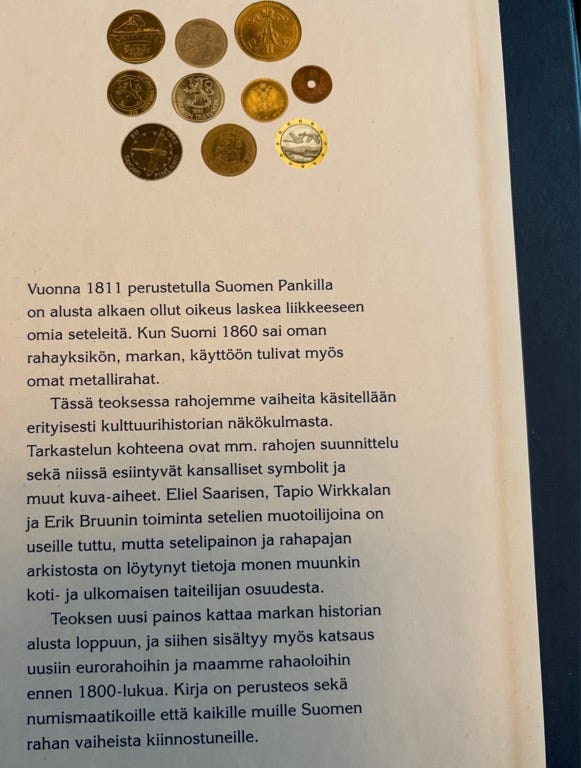 Vuonna 1811 perustetulla Suomen Pankilla
on alusta alkaen ollut oikeus laskea liikkeeseen
omia seteleitä. Kun Suomi 1860 sai oman
rahayksikön, markan, käyttöön tulivat myös
omat metallirahat.
Tässä teoksessa rahojemme vaiheita käsitellään
erityisesti kulttuurihistorian näkökulmasta.
Tarkastelun kohteena ovat mm. rahojen suunnittelu
sekä niissä esiintyvät kansalliset symbolit ja
muut kuva-aiheet. Eliel Saarisen, Tapio Wirkkalan
ja Erik Bruunin toiminta setelien muotoilijoina on
useille tuttu, mutta setelipainon ja rahapajan
arkistosta on löytynyt tietoja monen muunkin
koti- ja ulkomaisen taiteilijan osuudesta.
Teoksen uusi painos kattaa markan historian
alusta loppuun, ja siihen sisältyy myös katsaus
uusiin eurorahoihin ja maamme rahaoloihin
ennen 1800-lukua. Kirja on perusteos sekä
numismaatikoille että kaikille muille Suomen
rahan vaiheista kiinnostuneille.